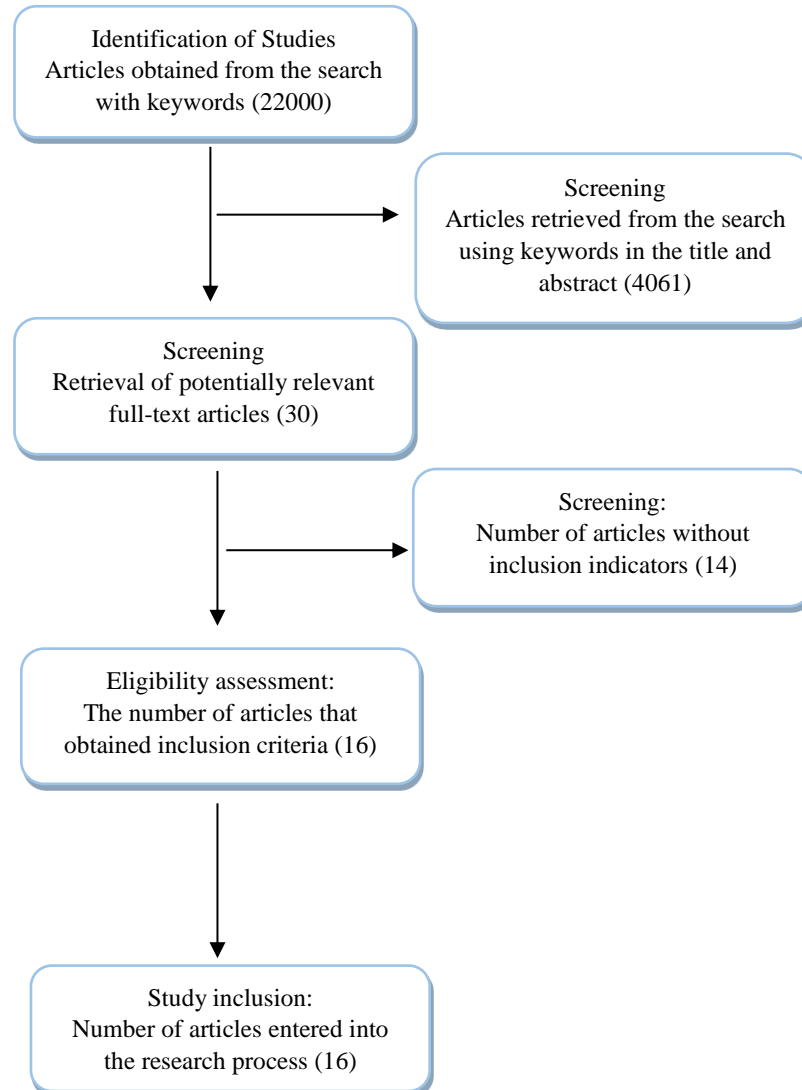 Identification of Studies
Articles obtained from the search
with keywords (22000)
Screening
Articles retrieved from the search
using keywords in the title and
abstract (4061)
Screening
Retrieval of potentially relevant
full-text articles (30)
Screening:
Number of articles without
inclusion indicators (14)
Eligibility assessment:
The number of articles that
obtained inclusion criteria (16)
Study inclusion:
Number of articles entered into
the research process (16)